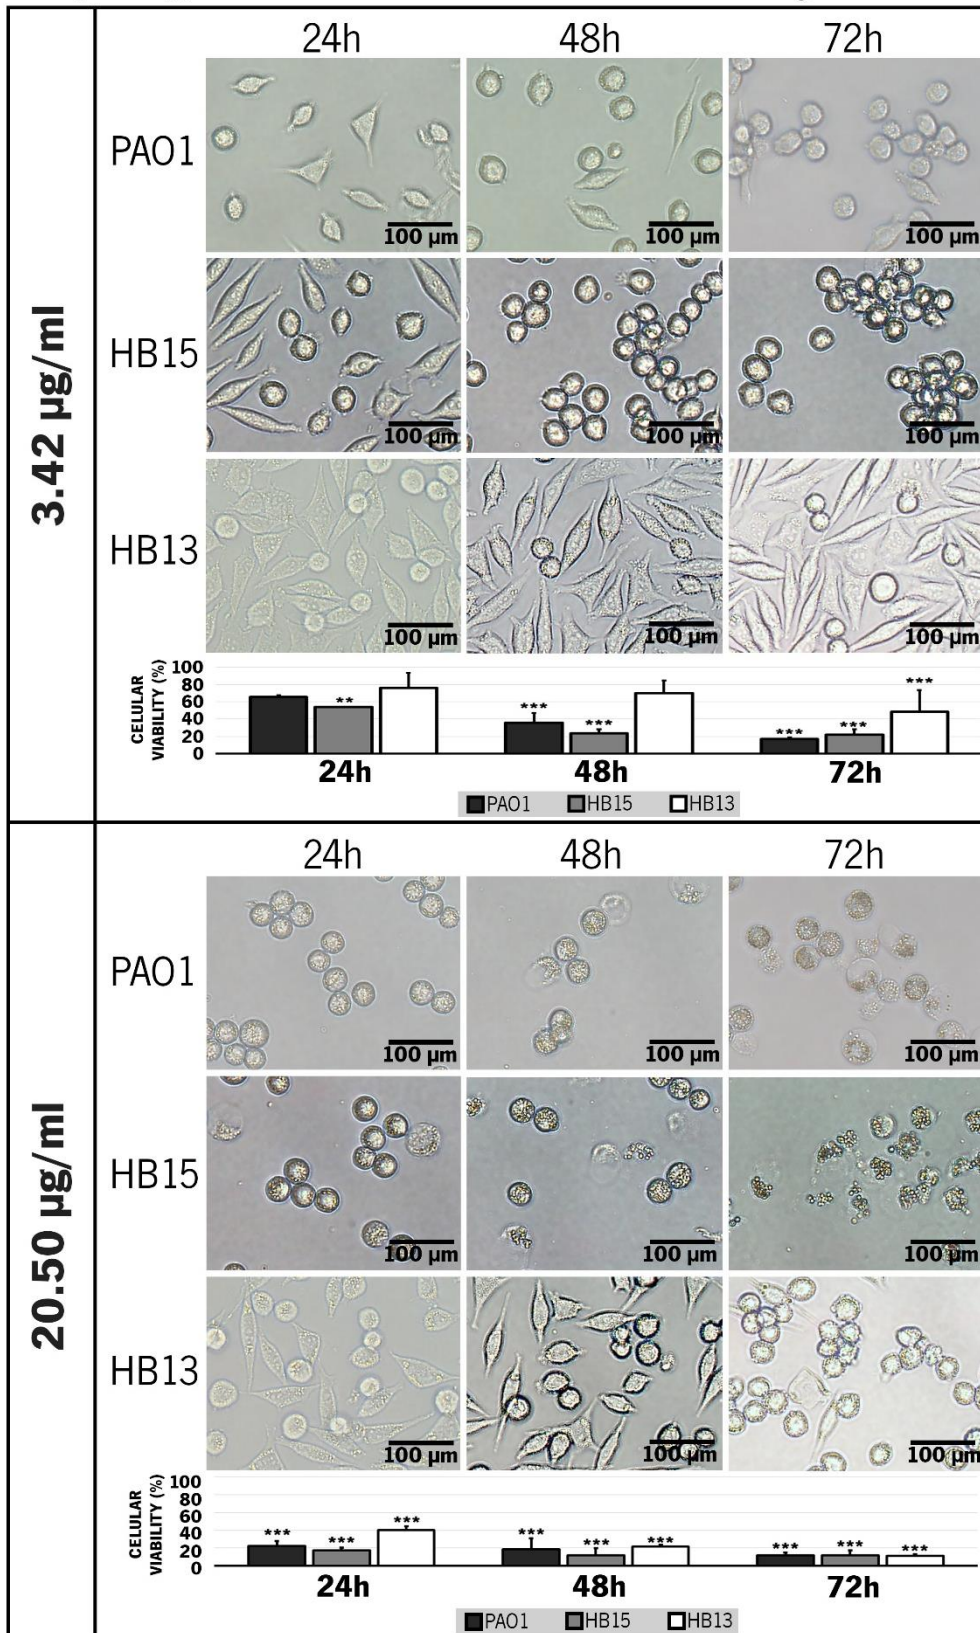 24h 48h 72h
PAO1
100 µm 100 µm 100 µm
HB15
100 µm 100 µm 100 µm
3.42 µg/ml
HB13
100 µm 100 µm 100 µm
CELULAR VIABILITY (%)
100
80
60
40
20
0
** *** *** *** *** ***
24h 48h 72h
PAO1 HB15 HB13
24h 48h 72h
PAO1
100 µm 100 µm 100 µm
HB15
100 µm 100 µm 100 µm
20.50 µg/ml
HB13
100 µm 100 µm 100 µm
CELULAR VIABILITY (%)
100
80
60
40
20
0
*** *** *** *** *** *** *** *** ***
24h 48h 72h
PAO1 HB15 HB13